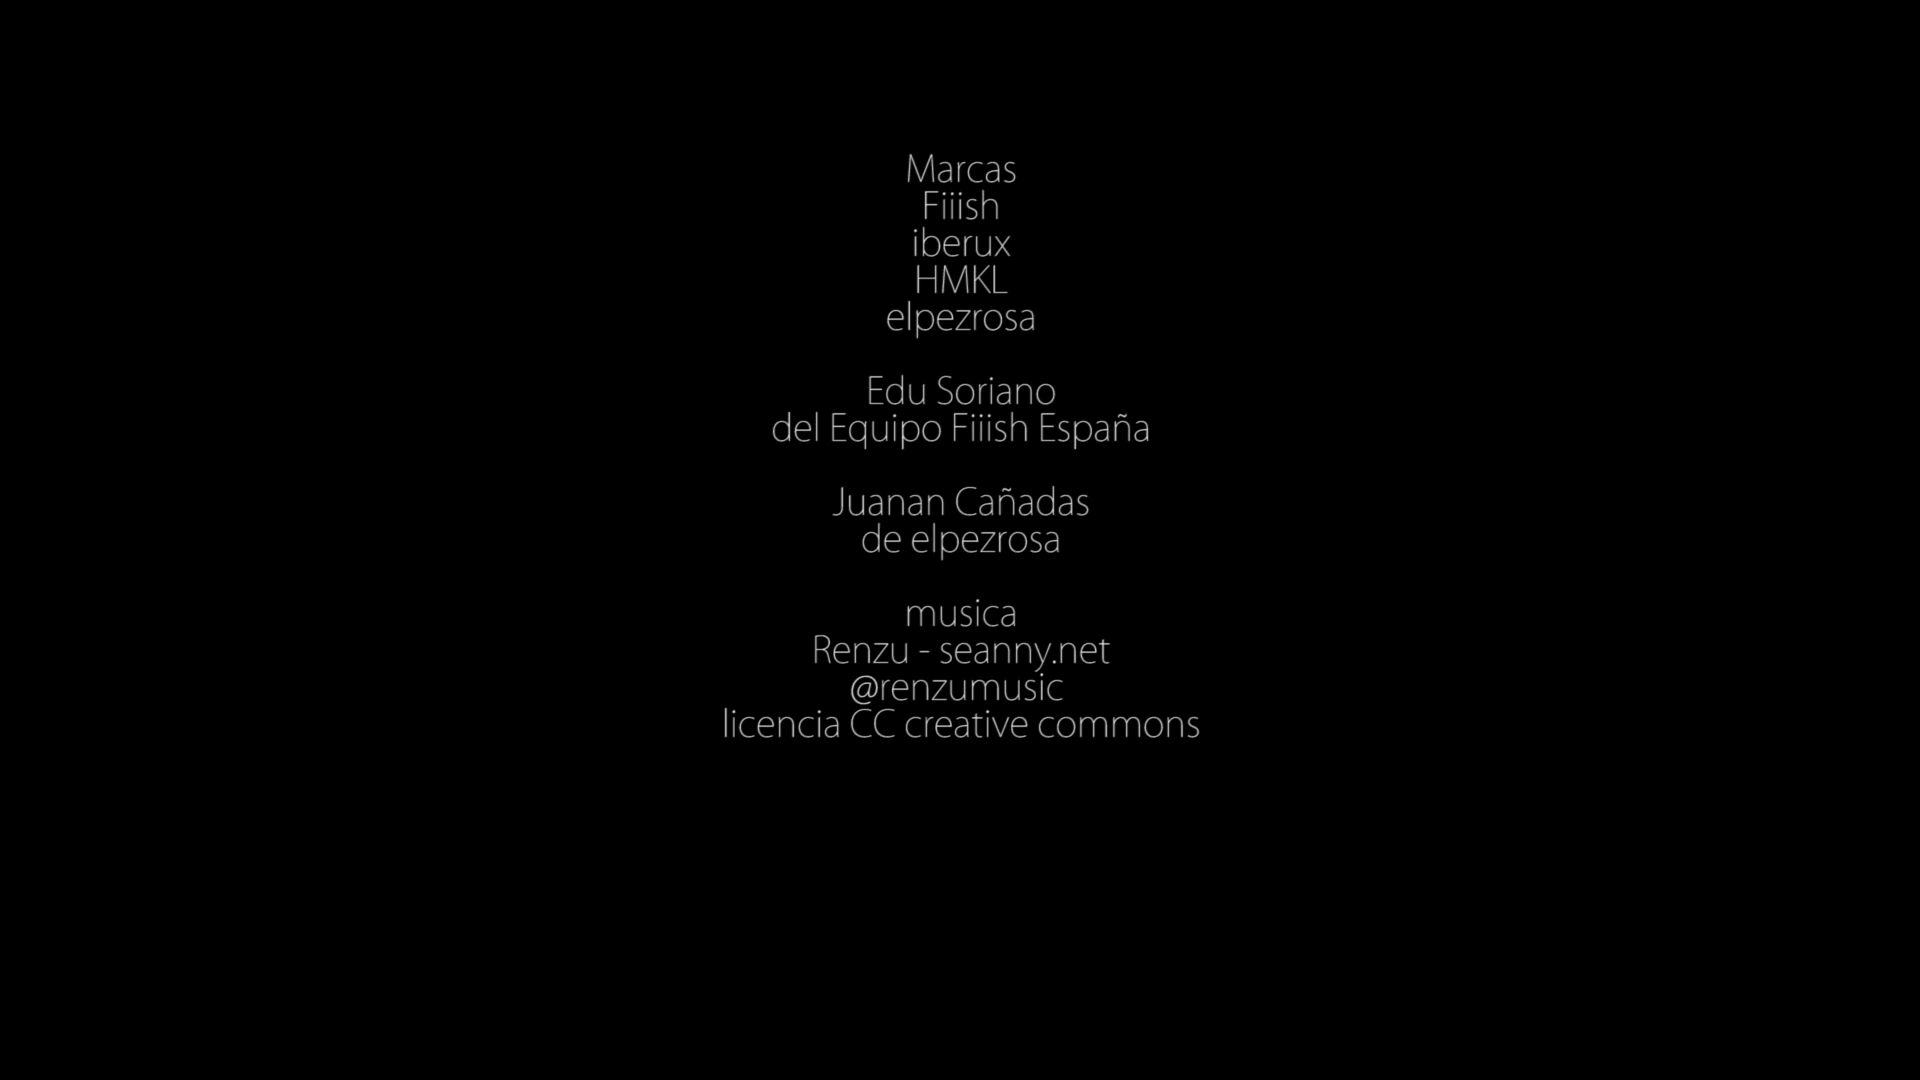 Marcas
Fiiish
iberux
HMKL
elpezrosa
Edu Soriano
del Equipo Fiiish España
Juanan Cañadas
de elpezrosa
musica
Renzu - seanny.net
@renzumusic
licencia CC creative commons